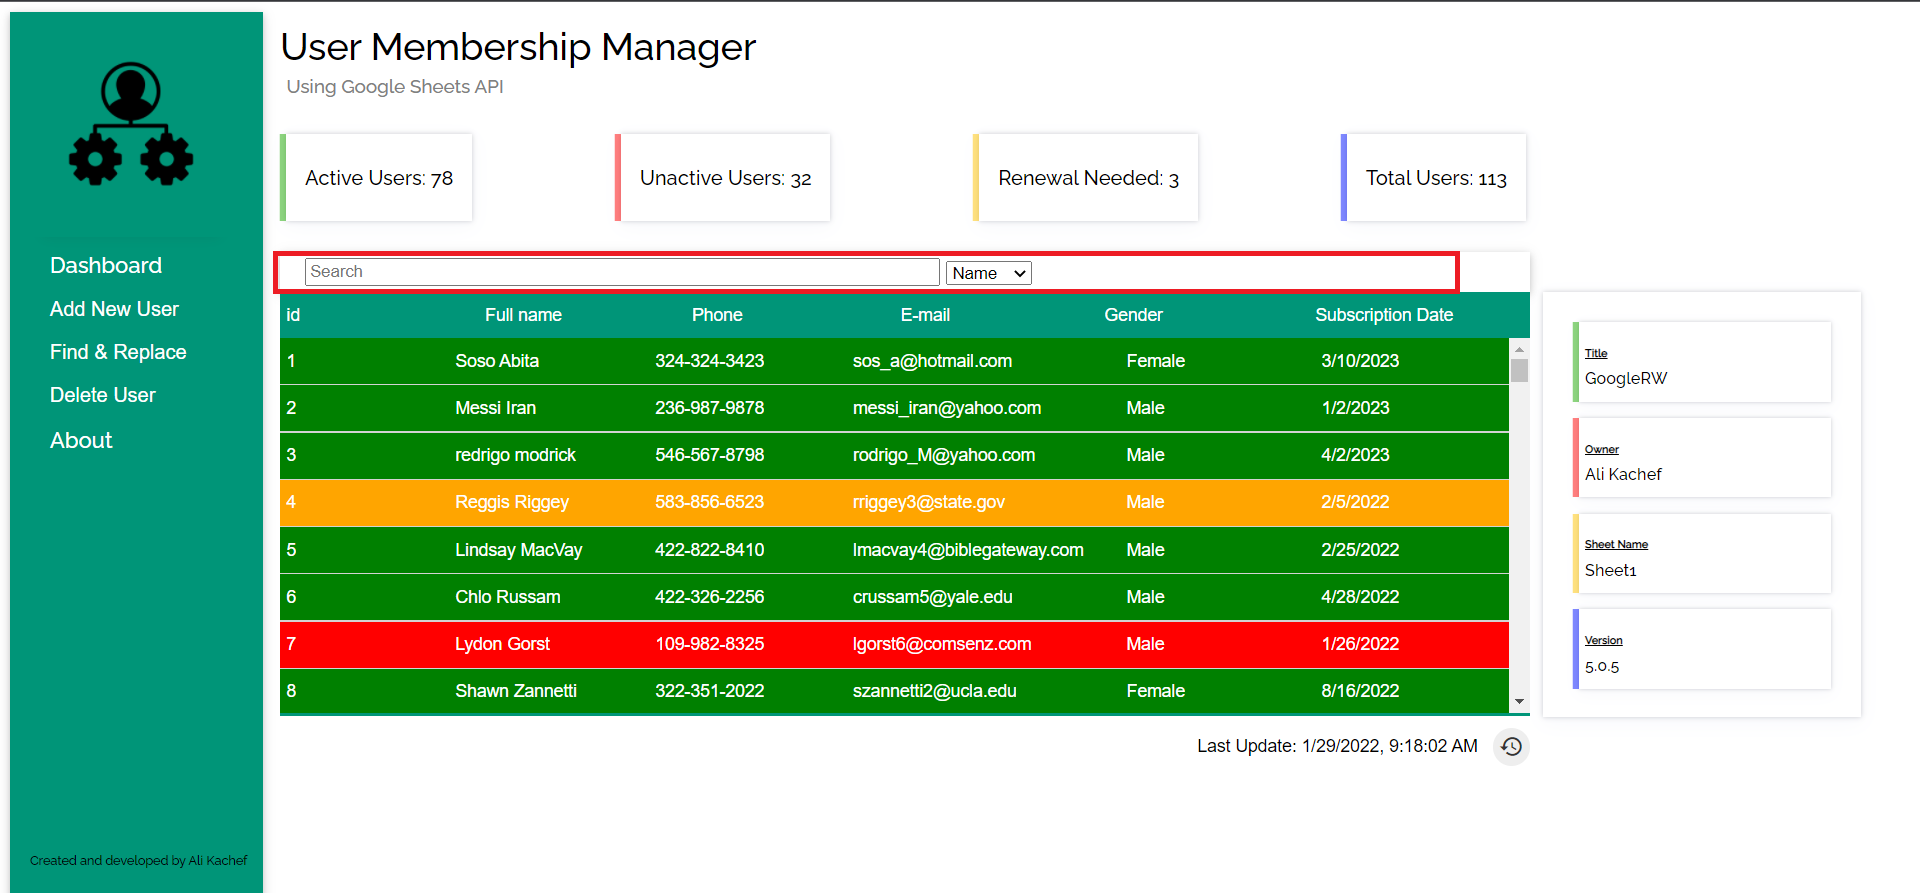 User Membership Manager
Using Google Sheets API
Active Users: 78
Unactive Users: 32
Renewal Needed: 3
Total Users: 113
Dashboard
Add New User
Find & Replace
Delete User
About
Created and developed by Ali Kachef
Search Name
id Full name Phone E-mail Gender Subscription Date
1 Soso Abita 324-324-3423 sos_a@hotmail.com Female 3/10/2023
2 Messi Iran 236-987-9878 messi_iran@yahoo.com Male 1/2/2023
3 redrigo modrick 546-567-8798 rodrigo_M@yahoo.com Male 4/2/2023
4 Reggis Riggey 583-856-6523 rriggey3@state.gov Male 2/5/2022
5 Lindsay MacVay 422-822-8410 lmacvay4@biblegateway.com Male 2/25/2022
6 Chlo Russam 422-326-2256 crussam5@yale.edu Male 4/28/2022
7 Lydon Gorst 109-982-8325 lgorst6@comsenz.com Male 1/26/2022
8 Shawn Zannetti 322-351-2022 szannetti2@ucla.edu Female 8/16/2022
Last Update: 1/29/2022, 9:18:02 AM
Title
GoogleRW
Owner
Ali Kachef
Sheet Name
Sheet1
Version
5.0.5